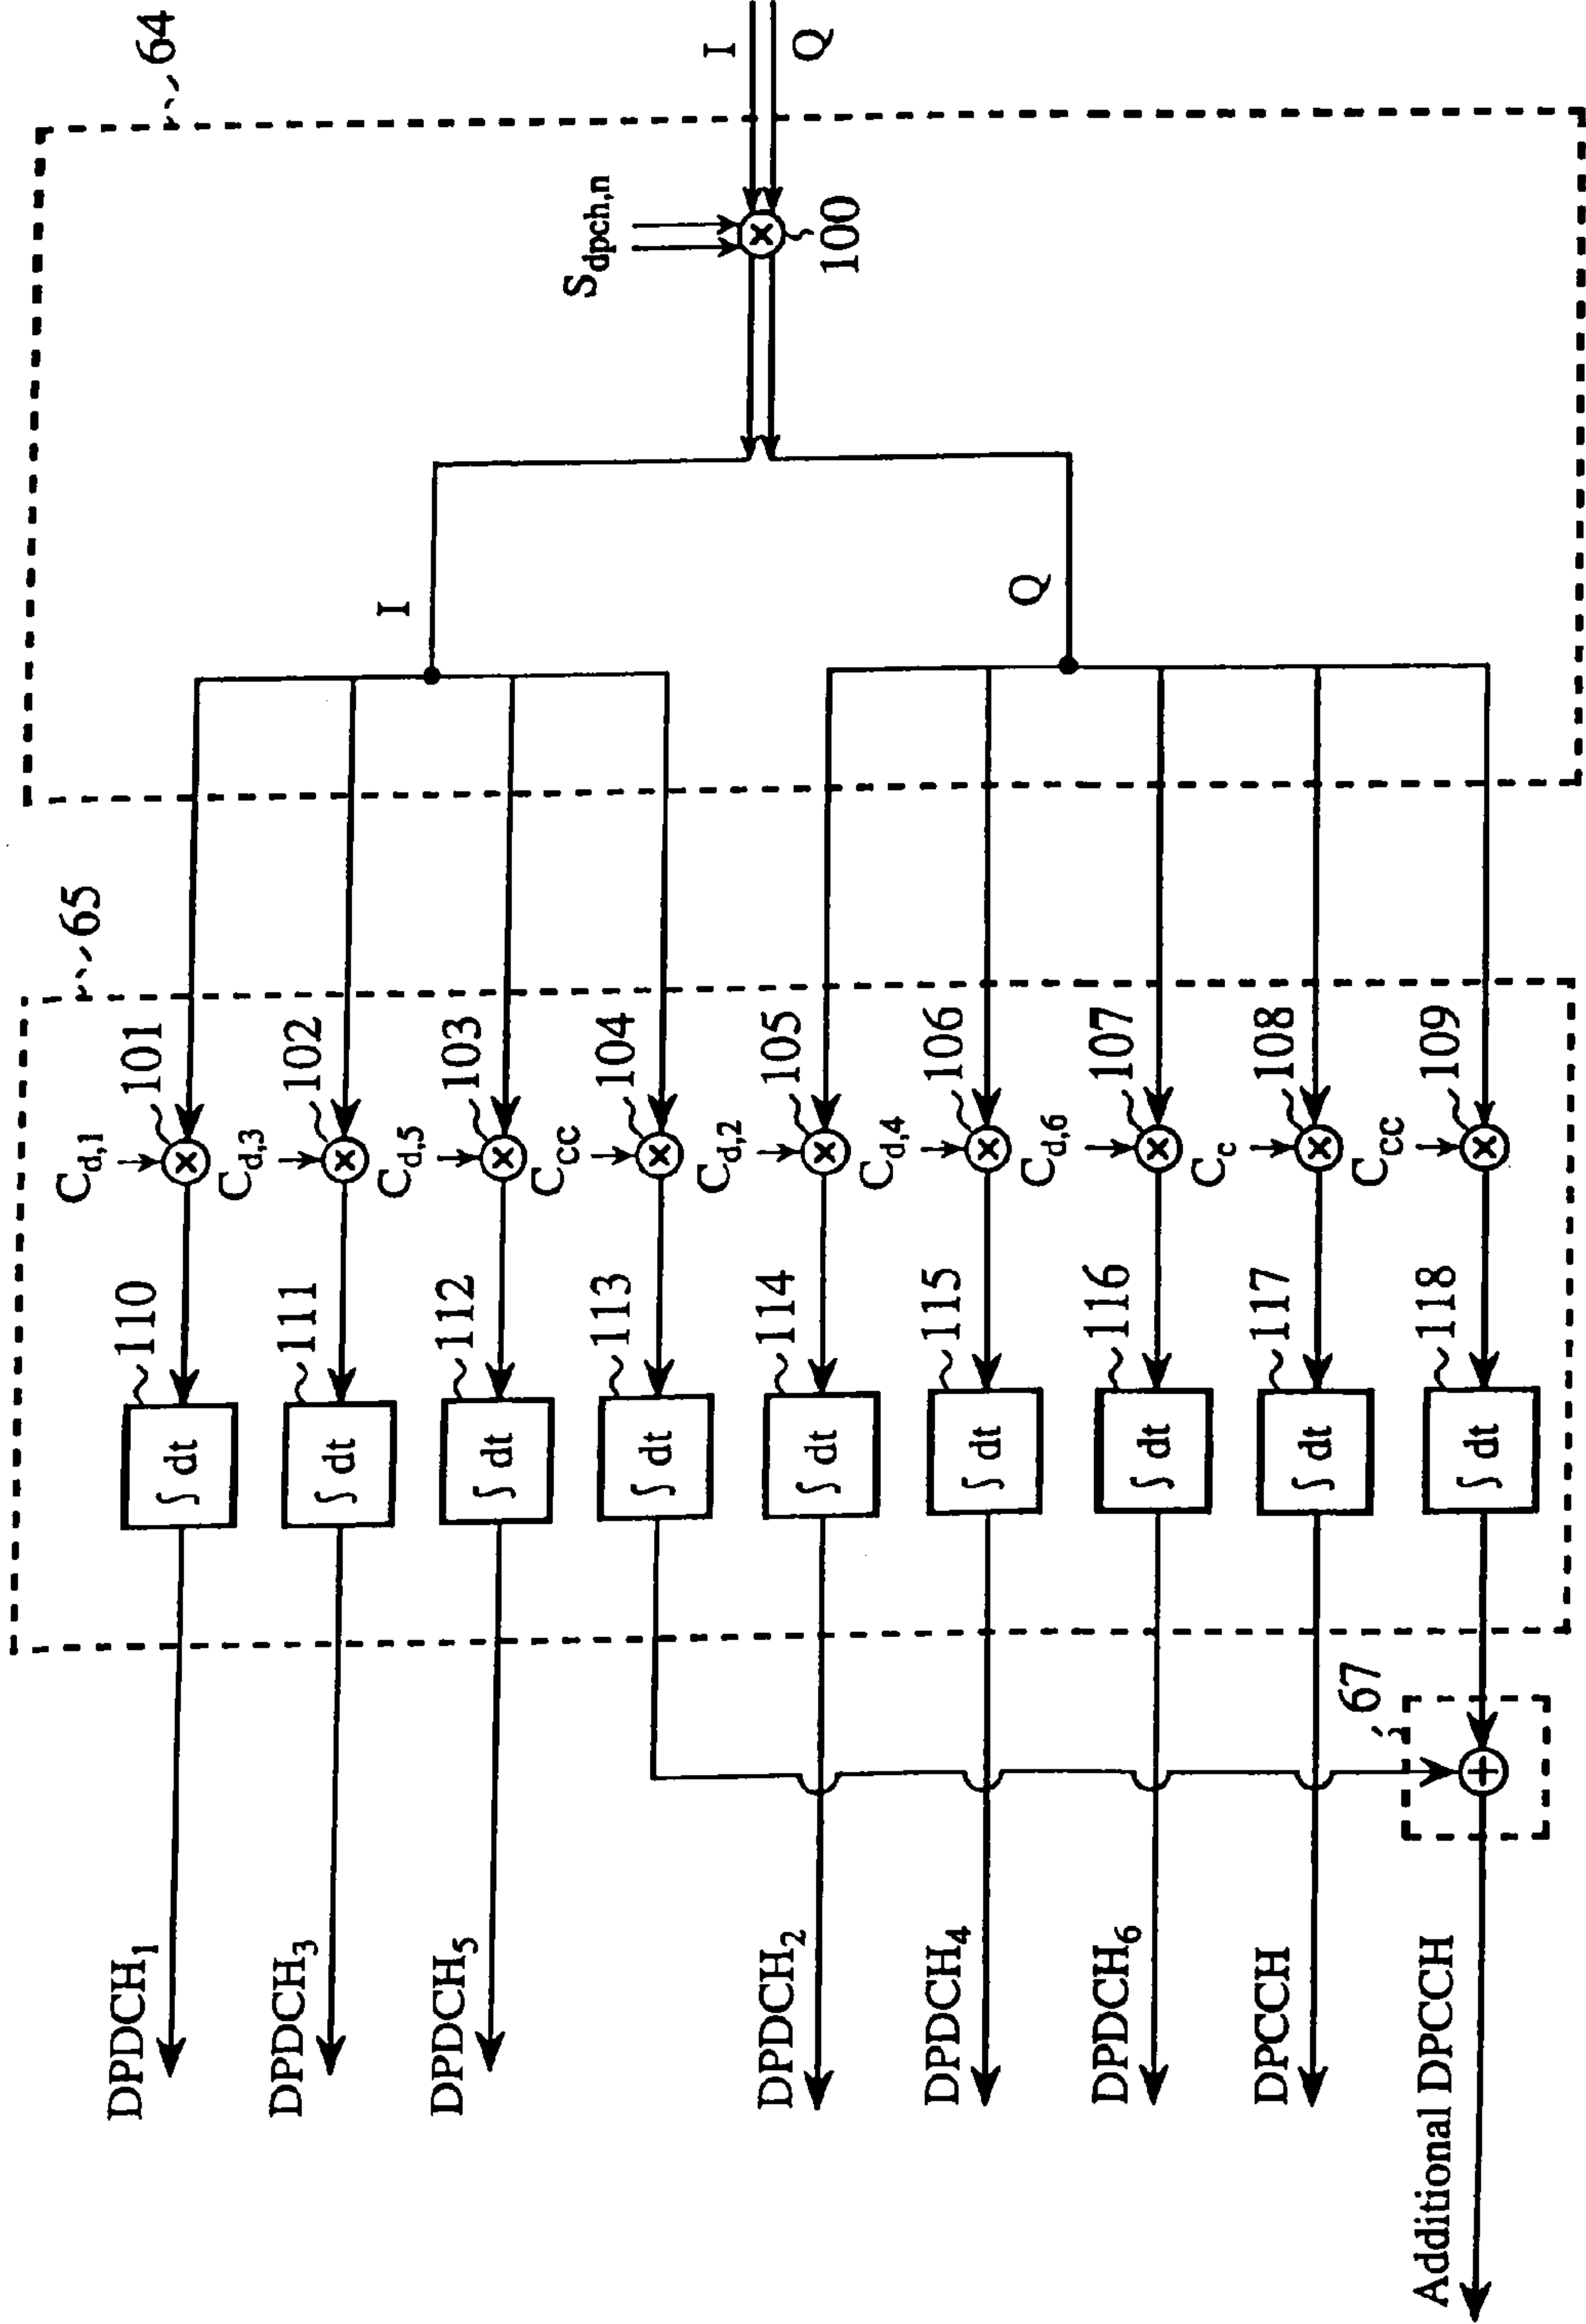 64
I
Q
S_dpch,n
100
I
Q
65
C_d,1
101
C_d,3
102
C_d,5
103
C_cc
104
C_d,2
105
C_d,4
106
C_d,6
107
C_c
108
C_cc
109
110
∫ dt
111
∫ dt
112
∫ dt
113
∫ dt
114
∫ dt
115
∫ dt
116
∫ dt
117
∫ dt
118
∫ dt
67
DPDCH_1
DPDCH_3
DPDCH_5
DPDCH_2
DPDCH_4
DPDCH_6
DPCCH
Additional DPCCH